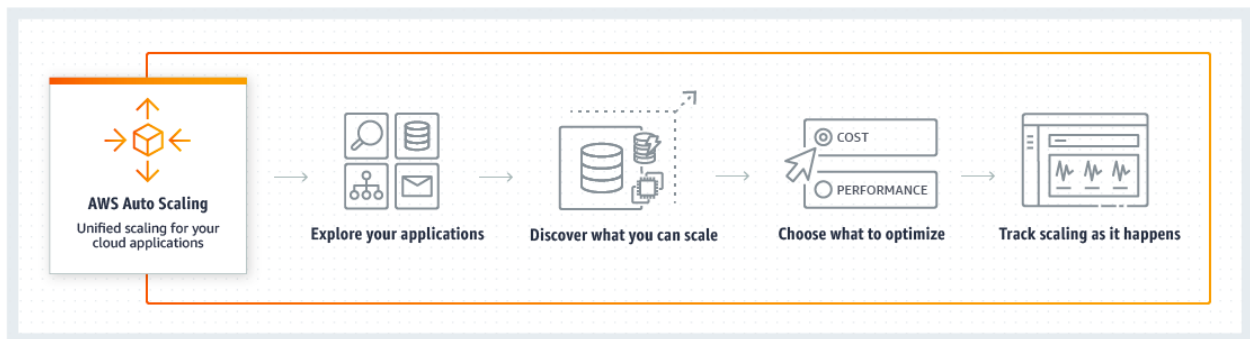 AWS Auto Scaling
Unified scaling for your
cloud applications
Explore your applications
Discover what you can scale
COST
PERFORMANCE
Choose what to optimize
Track scaling as it happens